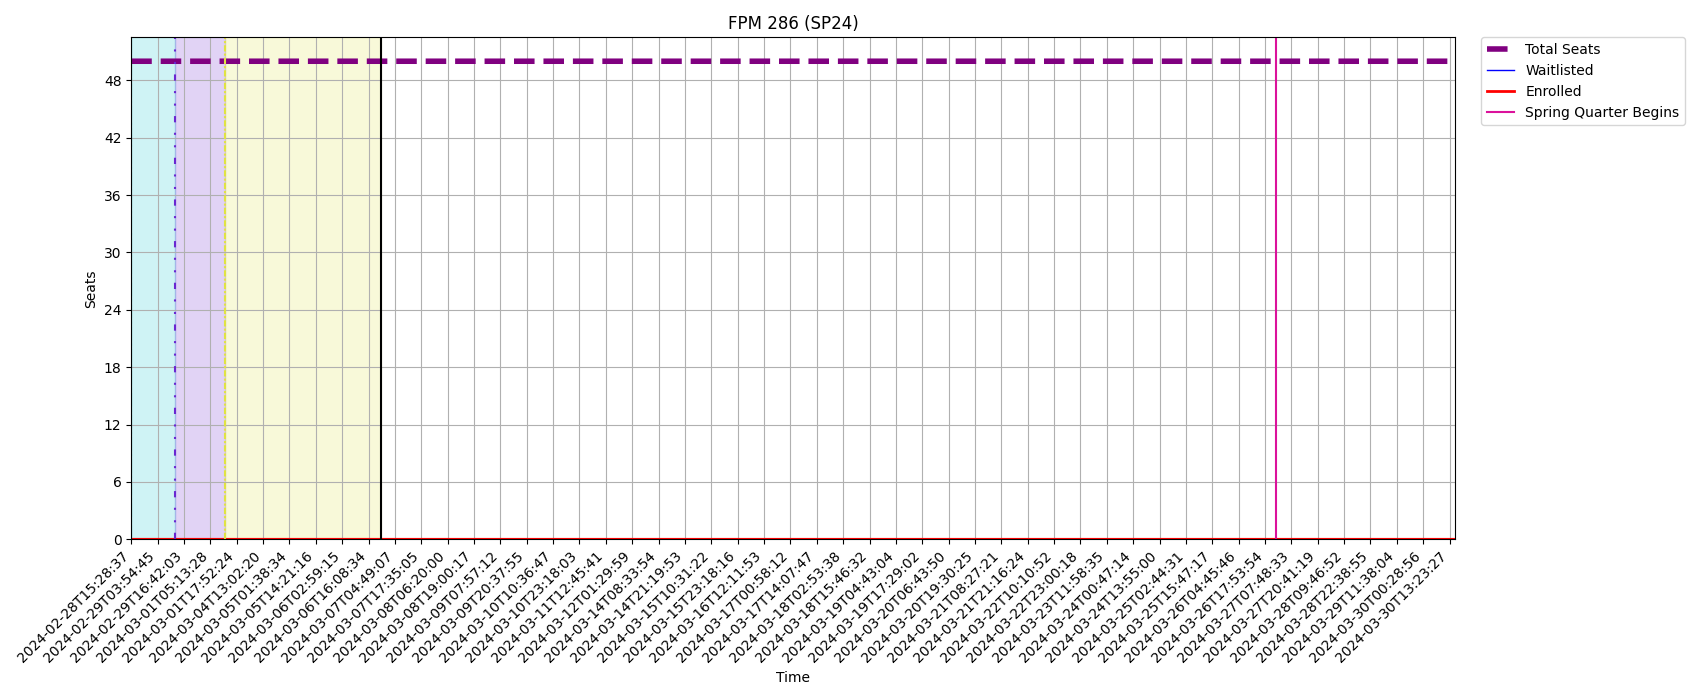 FPM 286 (SP24)
Total Seats
Waitlisted
Enrolled
Spring Quarter Begins
Seats
48
42
36
30
24
18
12
6
0
2024-02-28T15:28:37
2024-02-29T03:54:45
2024-02-29T16:42:03
2024-03-01T05:13:28
2024-03-01T17:52:24
2024-03-04T13:02:20
2024-03-05T01:38:34
2024-03-05T14:21:16
2024-03-06T02:59:15
2024-03-06T16:08:34
2024-03-07T04:49:07
2024-03-07T17:35:05
2024-03-08T06:20:00
2024-03-08T19:00:17
2024-03-09T07:57:12
2024-03-09T20:37:55
2024-03-10T10:36:47
2024-03-10T23:18:03
2024-03-11T12:45:41
2024-03-12T01:29:59
2024-03-14T08:33:54
2024-03-14T21:19:53
2024-03-15T10:31:22
2024-03-15T23:18:16
2024-03-16T12:11:53
2024-03-17T00:58:12
2024-03-17T14:07:47
2024-03-18T02:53:38
2024-03-18T15:46:32
2024-03-19T04:43:04
2024-03-19T17:29:02
2024-03-20T06:43:50
2024-03-20T19:30:25
2024-03-21T08:27:21
2024-03-21T21:16:24
2024-03-22T10:10:52
2024-03-22T23:00:18
2024-03-23T11:58:35
2024-03-24T00:47:14
2024-03-24T13:55:00
2024-03-25T02:44:31
2024-03-25T15:47:17
2024-03-26T04:45:46
2024-03-26T17:53:54
2024-03-27T07:48:33
2024-03-27T20:41:19
2024-03-28T09:46:52
2024-03-28T22:38:55
2024-03-29T11:38:04
2024-03-30T00:28:56
2024-03-30T13:23:27
Time